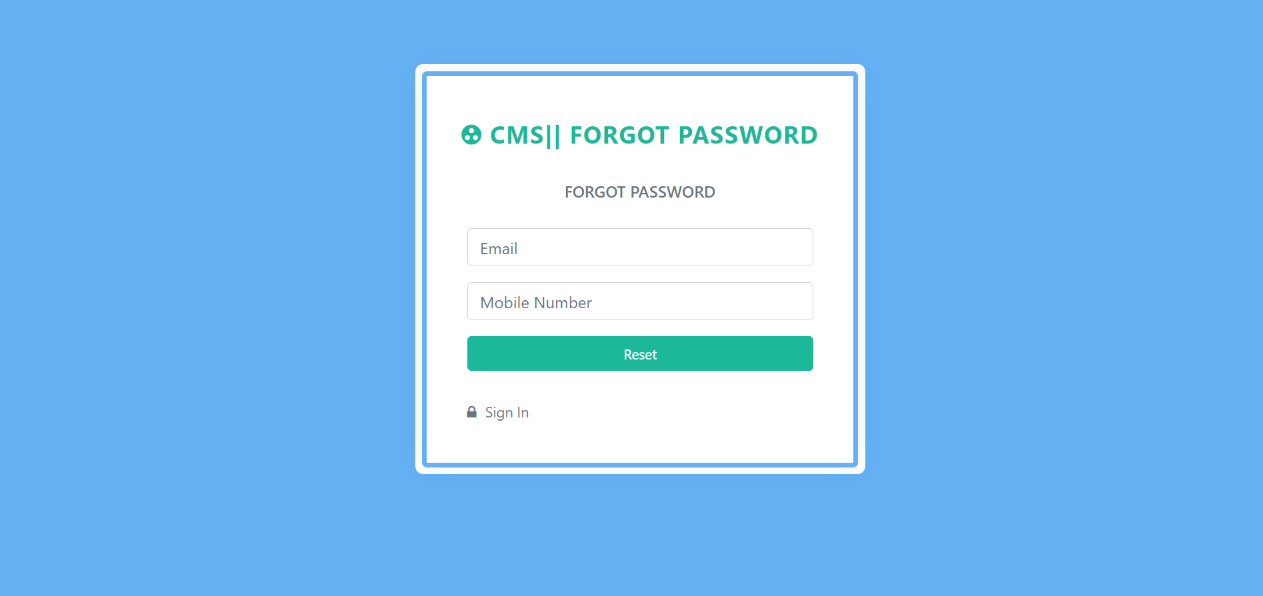 CMS|| FORGOT PASSWORD
FORGOT PASSWORD
Email
Mobile Number
Reset
Sign In